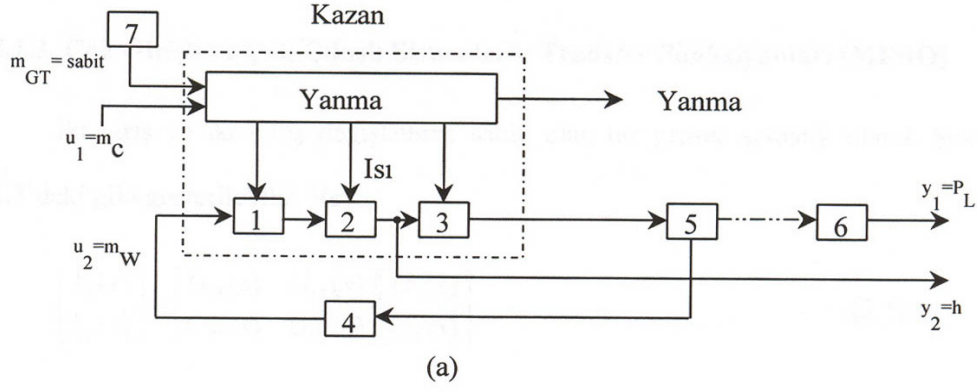 Kazan
7
m_GT = sabit
Yanma
Yanma
u_1=m_C
Isı
1
2
3
5
6
y_1=P_L
u_2=m_W
4
y_2=h
(a)